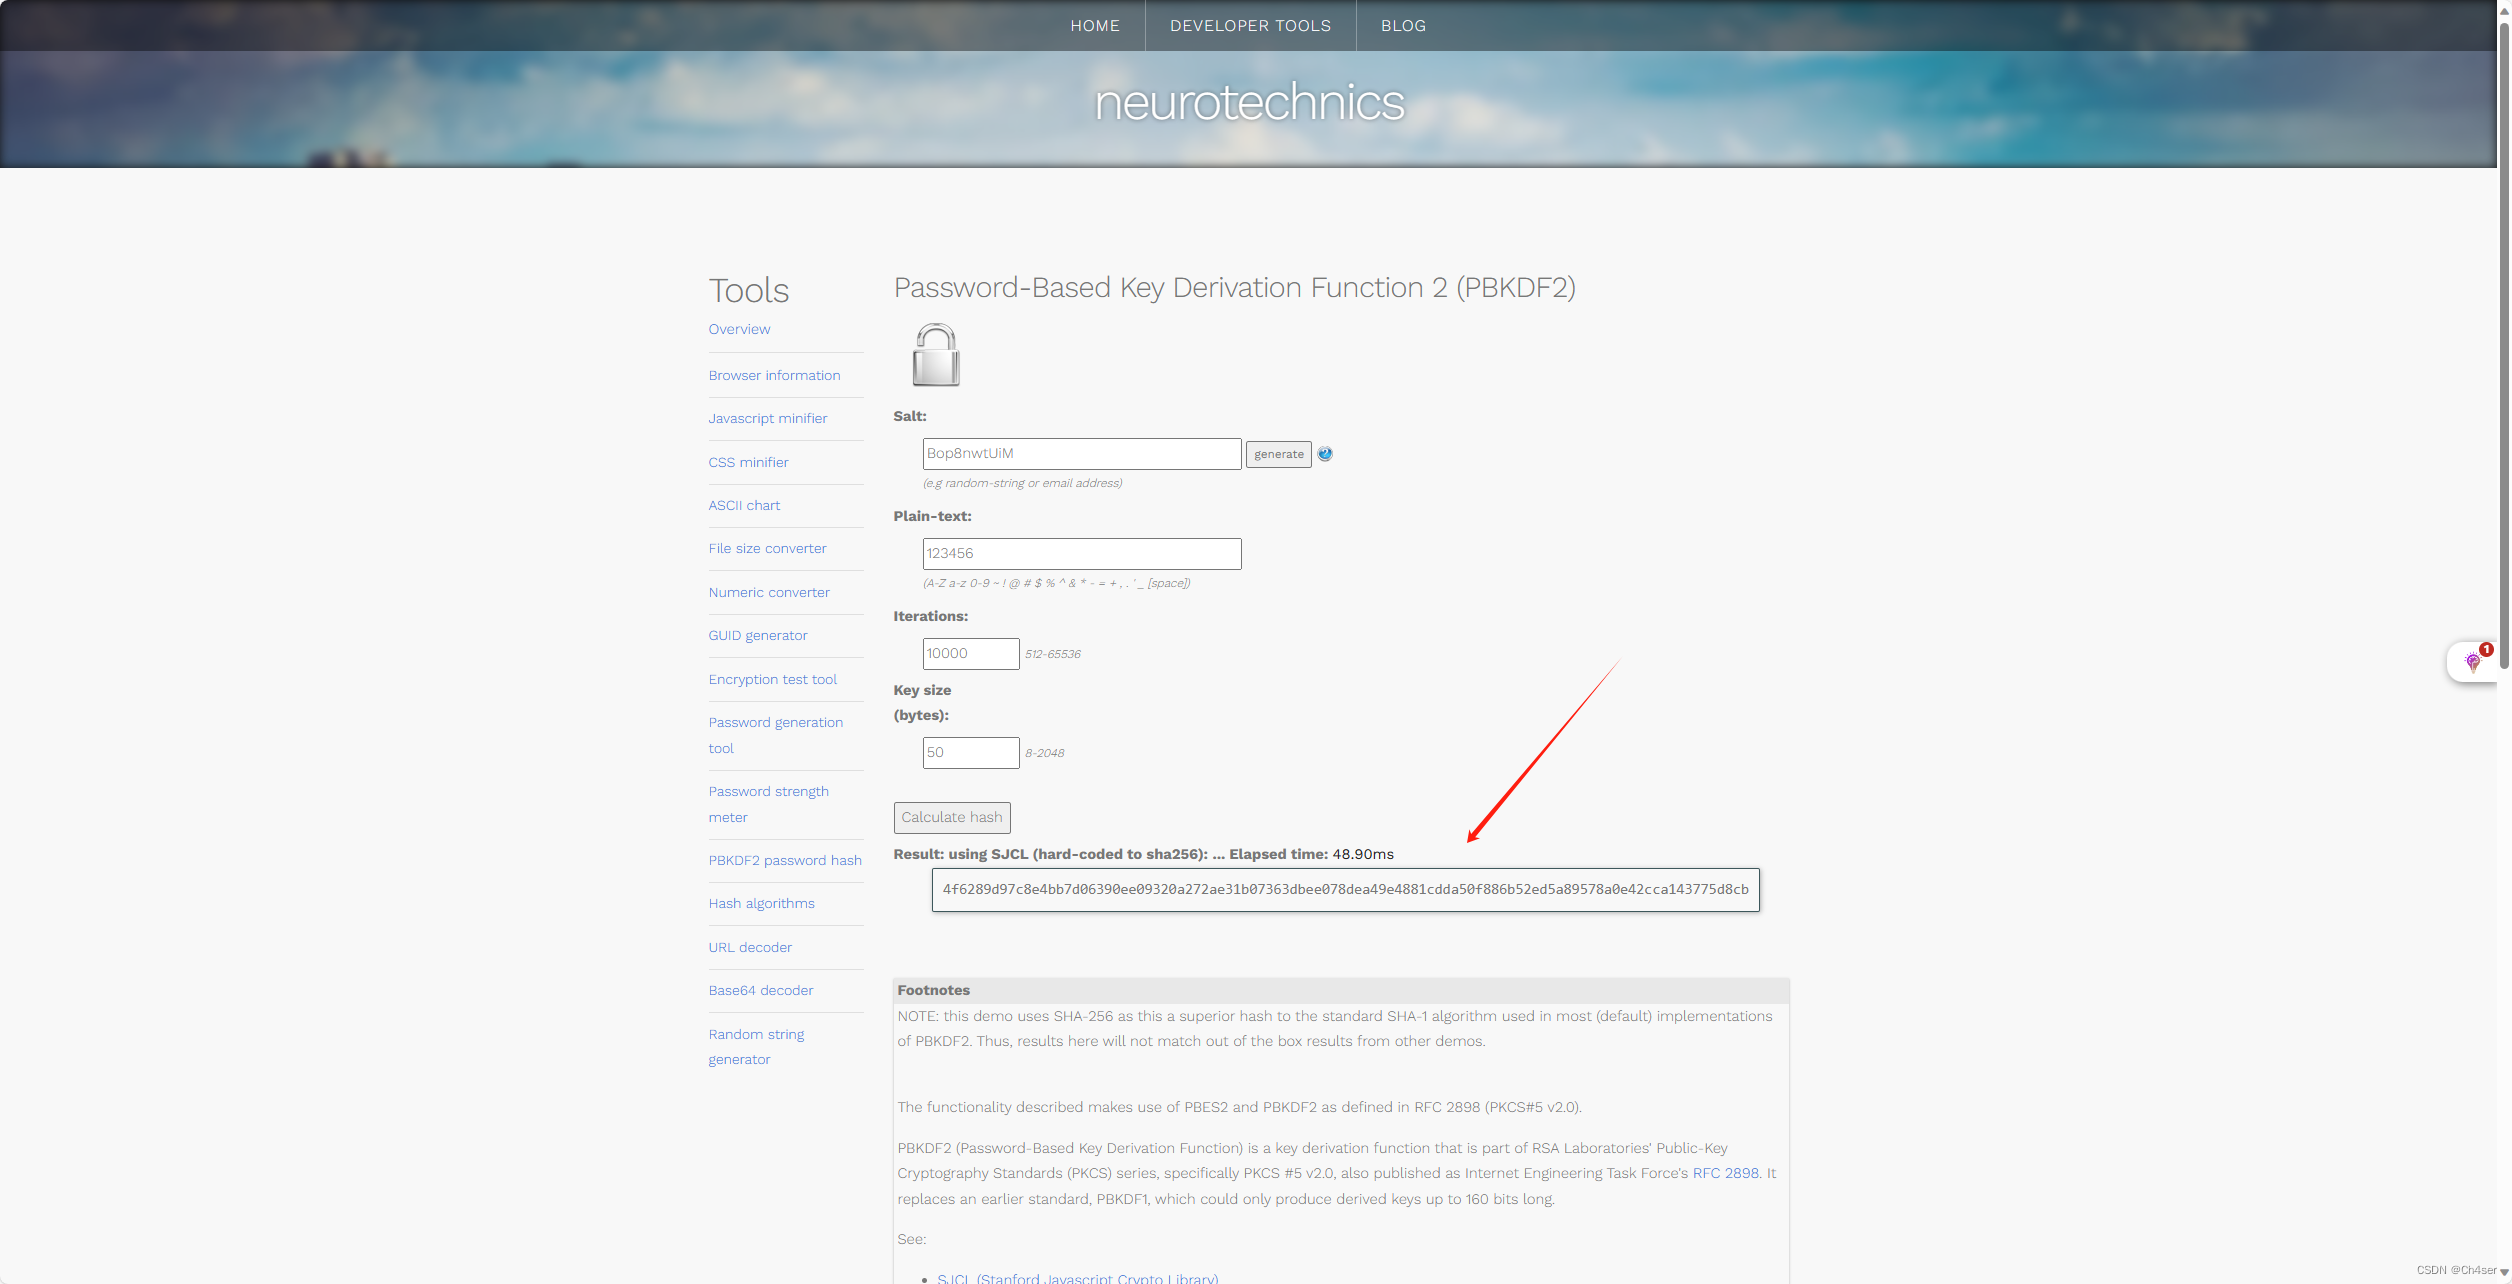 HOME
DEVELOPER TOOLS
BLOG
neurotechnics
Tools
Overview
Browser information
Javascript minifier
CSS minifier
ASCII chart
File size converter
Numeric converter
GUID generator
Encryption test tool
Password generation
tool
Password strength
meter
PBKDF2 password hash
Hash algorithms
URL decoder
Base64 decoder
Random string
generator
Password-Based Key Derivation Function 2 (PBKDF2)
Salt:
Bop8nwtUiM
generate
?
(e.g random-string or email address)
Plain-text:
123456
(A-Z a-z 0-9 ~ ! @ # $ % ^ & * - = + , . ' _ [space])
Iterations:
10000
512-65536
Key size
(bytes):
50
8-2048
Calculate hash
Result: using SJCL (hard-coded to sha256): ... Elapsed time: 48.90ms
4f6289d97c8e4bb7d06390ee09320a272ae31b07363dbee078dea49e4881cdda50f886b52ed5a89578a0e42cca143775d8cb
Footnotes
NOTE: this demo uses SHA-256 as this a superior hash to the standard SHA-1 algorithm used in most (default) implementations
of PBKDF2. Thus, results here will not match out of the box results from other demos.
The functionality described makes use of PBES2 and PBKDF2 as defined in RFC 2898 (PKCS#5 v2.0).
PBKDF2 (Password-Based Key Derivation Function) is a key derivation function that is part of RSA Laboratories' Public-Key
Cryptography Standards (PKCS) series, specifically PKCS #5 v2.0, also published as Internet Engineering Task Force's RFC 2898. It
replaces an earlier standard, PBKDF1, which could only produce derived keys up to 160 bits long.
See:
• SJCL (Stanford Javascript Crypto Library)
1
CSDN @Ch4ser